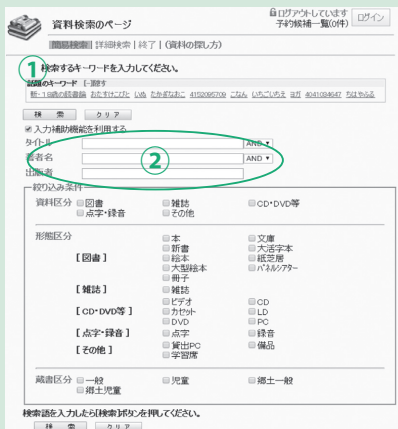 資料検索のページ
ログアウトしています
予約候補一覧(0件)
ログイン
簡易検索 | 詳細検索 | 終了 | (資料の探し方)
①
検索するキーワードを入力してください。
話題のキーワード [-]隠す
新・18歳の読書論 おたすけこびと いぬ たかぎなおこ 4152095709 こなん いちごいちえ ヨガ 4041094647 ちはやふる
検 索 クリア
入力補助機能を利用する
タイトル AND ▼
②
著者名 AND ▼
出版者
絞り込み条件
資料区分 図書 雑誌 CD・DVD等
点字・録音 その他
形態区分
【図書】
本 文庫
新書 大活字本
絵本 紙芝居
大型絵本 パネルシアター
冊子
【雑誌】 雑誌
【CD・DVD等】
ビデオ CD
カセット LD
DVD PC
【点字・録音】 点字 録音
【その他】 貸出PC 備品
学習席
蔵書区分 一般 児童 郷土一般
郷土児童
検索語を入力したら[検索]ボタンを押してください。
検 索 クリア